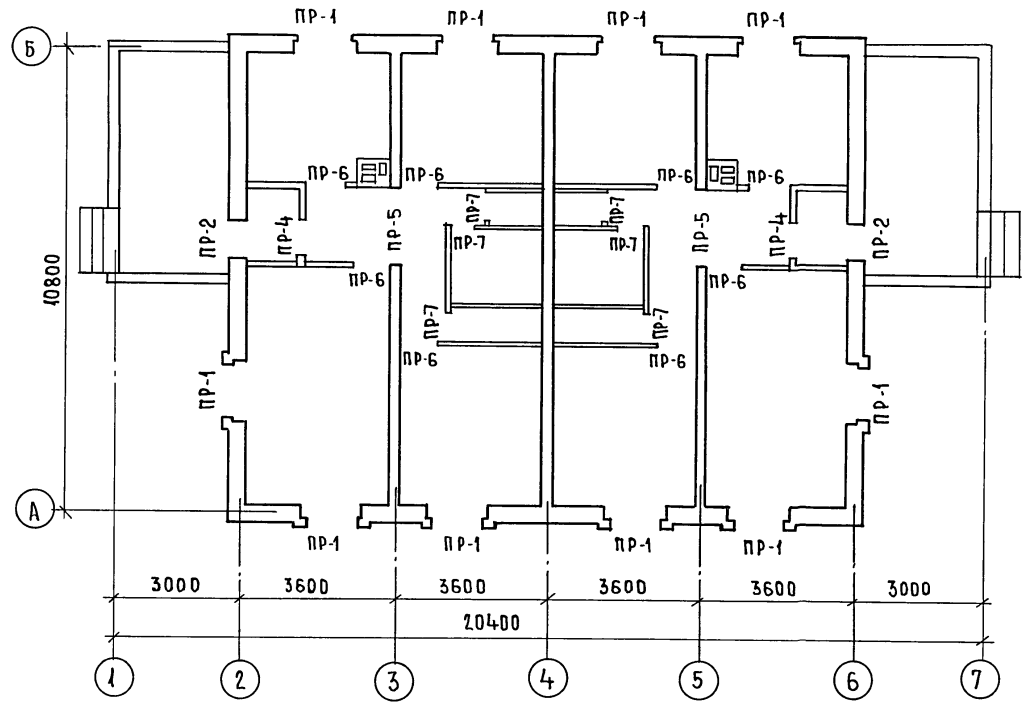 ПР-1 ПР-1 ПР-1 ПР-1
Б
ПР-6 ПР-6 ПР-6 ПР-6
ПР-7 ПР-7
ПР-2 ПР-4 ПР-5 ПР-7 ПР-7 ПР-5 ПР-4 ПР-2
10800
ПР-6 ПР-6
ПР-7 ПР-7
ПР-6 ПР-6
ПР-1 ПР-1
А
ПР-1 ПР-1 ПР-1 ПР-1
3000 3600 3600 3600 3600 3000
20400
1 2 3 4 5 6 7